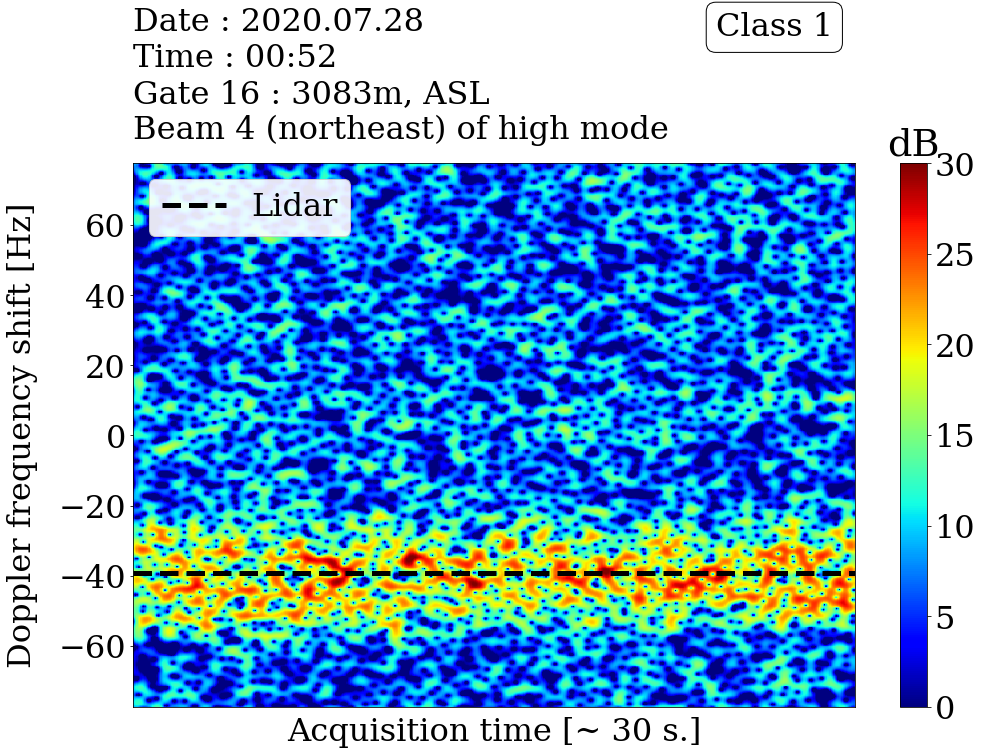 Date : 2020.07.28
Time : 00:52
Gate 16 : 3083m, ASL
Beam 4 (northeast) of high mode
Class 1
dB
Lidar
Doppler frequency shift [Hz]
60
40
20
0
−20
−40
−60
Acquisition time [~ 30 s.]
30
25
20
15
10
5
0